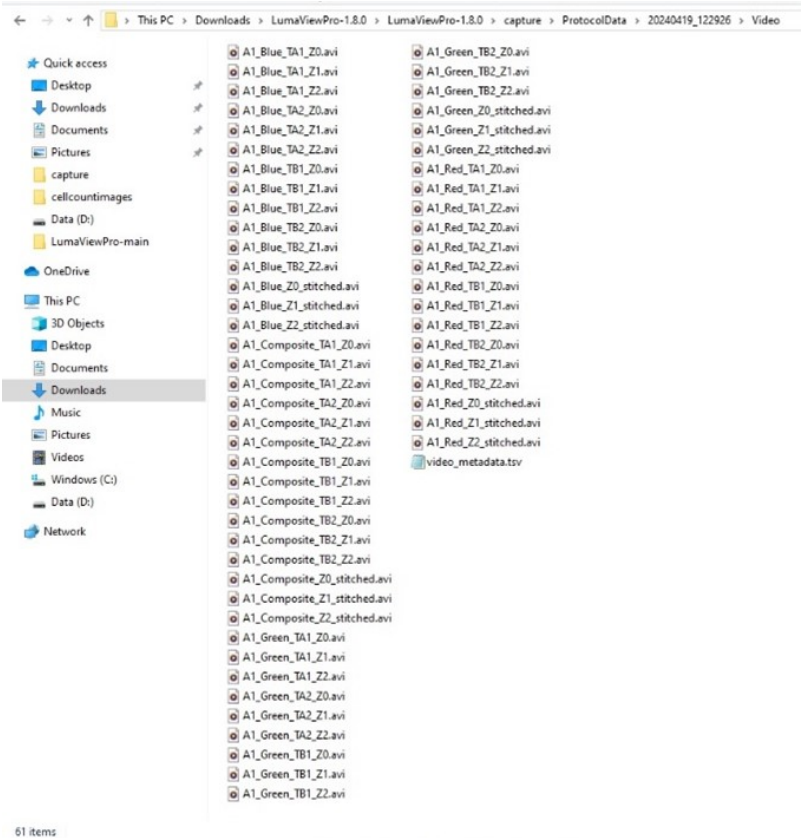 This PC > Downloads > LumaViewPro-1.8.0 > LumaViewPro-1.8.0 > capture > ProtocolData > 20240419_122926 > Video
Quick access
Desktop
Downloads
Documents
Pictures
capture
cellcountimages
Data (D:)
LumaViewPro-main
OneDrive
This PC
3D Objects
Desktop
Documents
Downloads
Music
Pictures
Videos
Windows (C:)
Data (D:)
Network
A1_Blue_TA1_Z0.avi
A1_Blue_TA1_Z1.avi
A1_Blue_TA1_Z2.avi
A1_Blue_TA2_Z0.avi
A1_Blue_TA2_Z1.avi
A1_Blue_TA2_Z2.avi
A1_Blue_TB1_Z0.avi
A1_Blue_TB1_Z1.avi
A1_Blue_TB1_Z2.avi
A1_Blue_TB2_Z0.avi
A1_Blue_TB2_Z1.avi
A1_Blue_TB2_Z2.avi
A1_Blue_Z0_stitched.avi
A1_Blue_Z1_stitched.avi
A1_Blue_Z2_stitched.avi
A1_Composite_TA1_Z0.avi
A1_Composite_TA1_Z1.avi
A1_Composite_TA1_Z2.avi
A1_Composite_TA2_Z0.avi
A1_Composite_TA2_Z1.avi
A1_Composite_TA2_Z2.avi
A1_Composite_TB1_Z0.avi
A1_Composite_TB1_Z1.avi
A1_Composite_TB1_Z2.avi
A1_Composite_TB2_Z0.avi
A1_Composite_TB2_Z1.avi
A1_Composite_TB2_Z2.avi
A1_Composite_Z0_stitched.avi
A1_Composite_Z1_stitched.avi
A1_Composite_Z2_stitched.avi
A1_Green_TA1_Z0.avi
A1_Green_TA1_Z1.avi
A1_Green_TA1_Z2.avi
A1_Green_TA2_Z0.avi
A1_Green_TA2_Z1.avi
A1_Green_TA2_Z2.avi
A1_Green_TB1_Z0.avi
A1_Green_TB1_Z1.avi
A1_Green_TB1_Z2.avi
A1_Green_TB2_Z0.avi
A1_Green_TB2_Z1.avi
A1_Green_TB2_Z2.avi
A1_Green_Z0_stitched.avi
A1_Green_Z1_stitched.avi
A1_Green_Z2_stitched.avi
A1_Red_TA1_Z0.avi
A1_Red_TA1_Z1.avi
A1_Red_TA1_Z2.avi
A1_Red_TA2_Z0.avi
A1_Red_TA2_Z1.avi
A1_Red_TA2_Z2.avi
A1_Red_TB1_Z0.avi
A1_Red_TB1_Z1.avi
A1_Red_TB1_Z2.avi
A1_Red_TB2_Z0.avi
A1_Red_TB2_Z1.avi
A1_Red_TB2_Z2.avi
A1_Red_Z0_stitched.avi
A1_Red_Z1_stitched.avi
A1_Red_Z2_stitched.avi
video_metadata.tsv
61 items